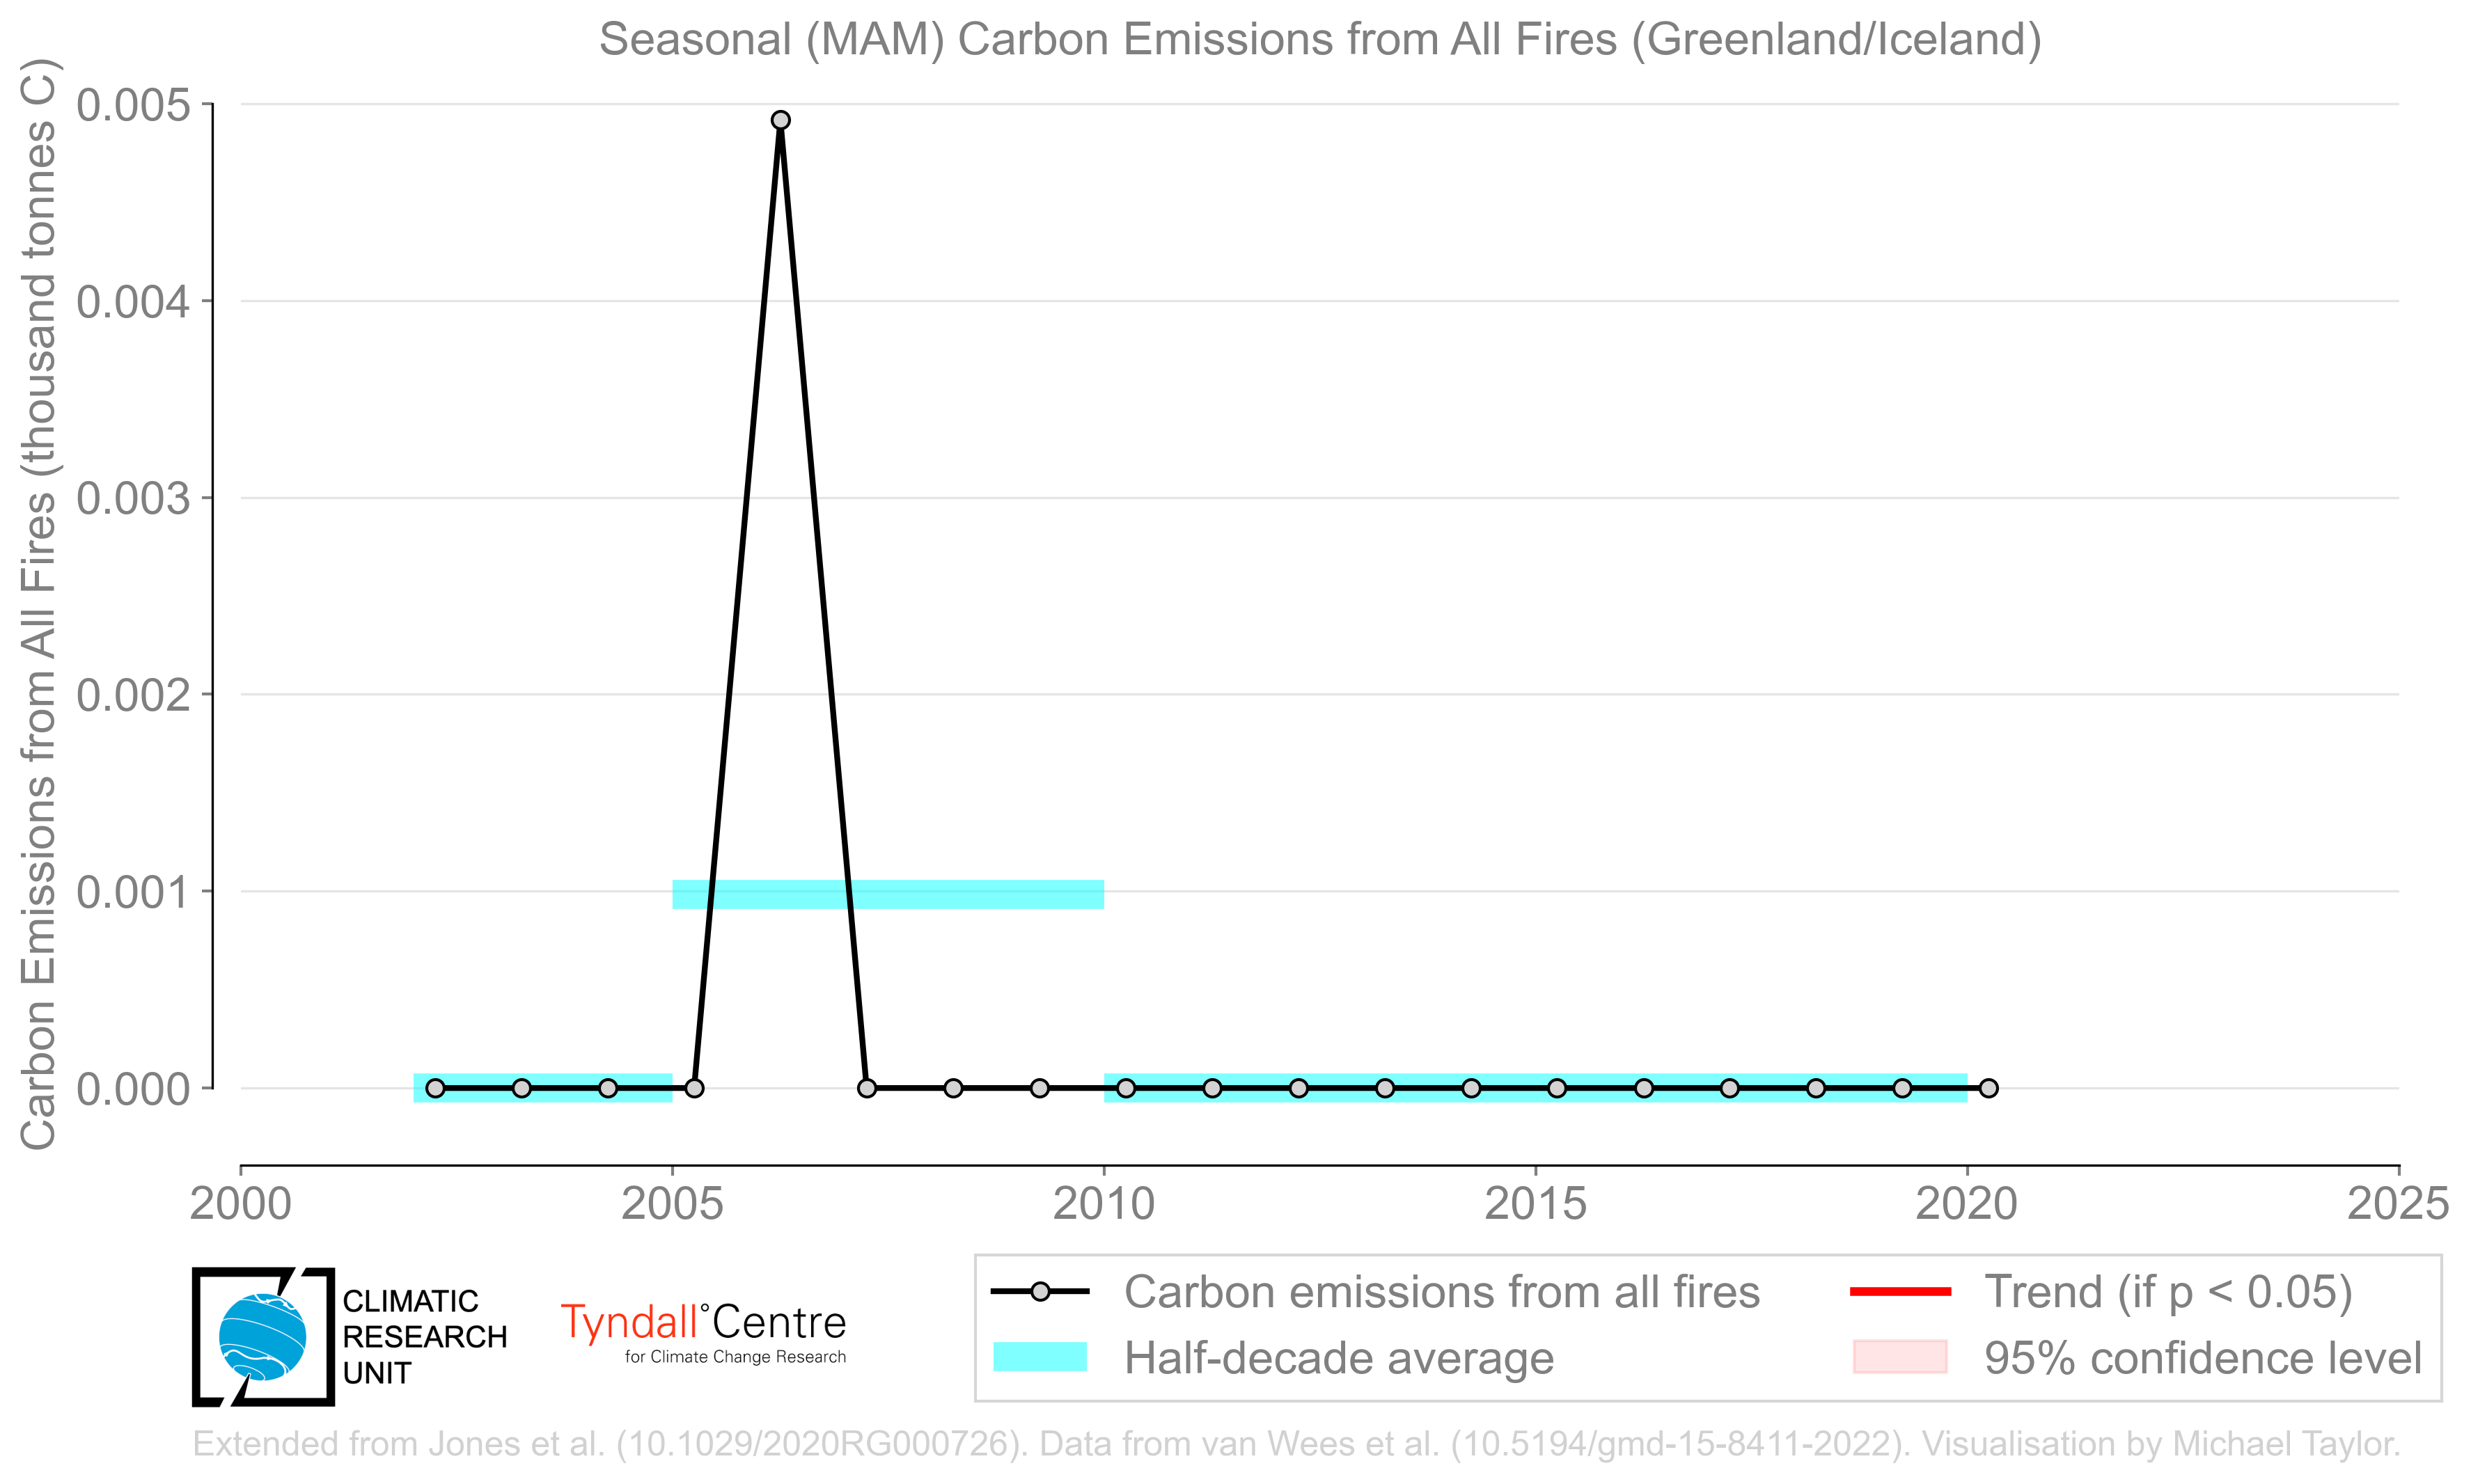 Seasonal (MAM) Carbon Emissions from All Fires (Greenland/Iceland)
Carbon Emissions from All Fires (thousand tonnes C)
0.005
0.004
0.003
0.002
0.001
0.000
2000 2005 2010 2015 2020 2025
CLIMATIC
RESEARCH
UNIT
Tyndall°Centre
for Climate Change Research
Carbon emissions from all fires
Half-decade average
Trend (if p < 0.05)
95% confidence level
Extended from Jones et al. (10.1029/2020RG000726). Data from van Wees et al. (10.5194/gmd-15-8411-2022). Visualisation by Michael Taylor.